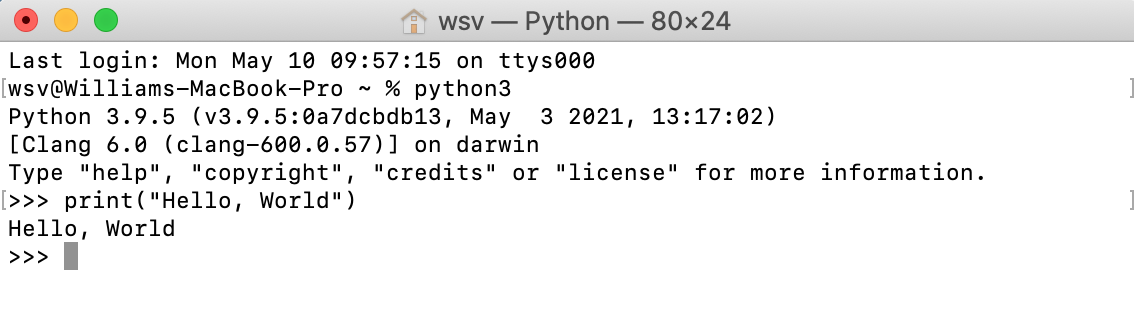 wsv — Python — 80×24
Last login: Mon May 10 09:57:15 on ttys000
[wsv@Williams-MacBook-Pro ~ % python3 ]
Python 3.9.5 (v3.9.5:0a7dcbdb13, May  3 2021, 13:17:02)
[Clang 6.0 (clang-600.0.57)] on darwin
Type "help", "copyright", "credits" or "license" for more information.
[>>> print("Hello, World") ]
Hello, World
>>>